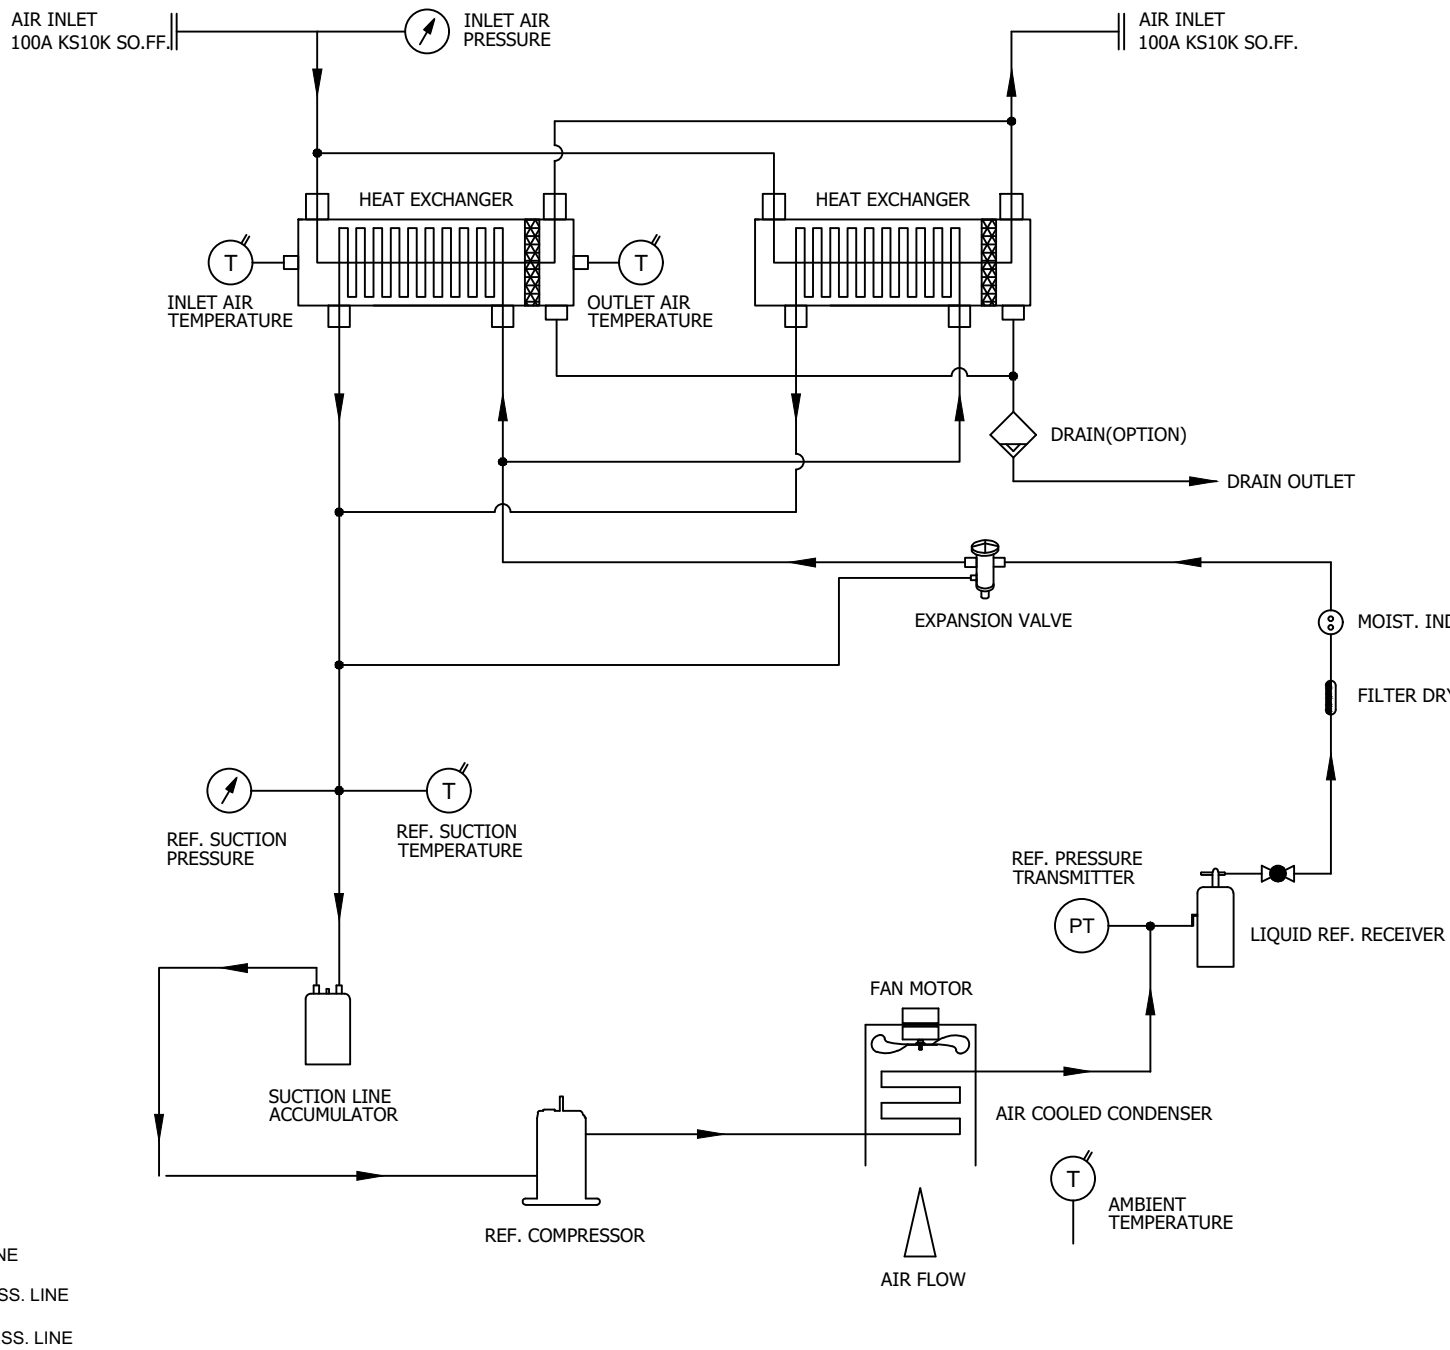 AIR INLET
100A KS10K SO.FF.
INLET AIR
PRESSURE
AIR INLET
100A KS10K SO.FF.
HEAT EXCHANGER
HEAT EXCHANGER
T
INLET AIR
TEMPERATURE
T
OUTLET AIR
TEMPERATURE
DRAIN(OPTION)
DRAIN OUTLET
EXPANSION VALVE
MOIST. IND
FILTER DRY
REF. SUCTION
PRESSURE
T
REF. SUCTION
TEMPERATURE
REF. PRESSURE
TRANSMITTER
PT
LIQUID REF. RECEIVER
FAN MOTOR
SUCTION LINE
ACCUMULATOR
AIR COOLED CONDENSER
REF. COMPRESSOR
T
AMBIENT
TEMPERATURE
AIR FLOW
NE
SS. LINE
SS. LINE